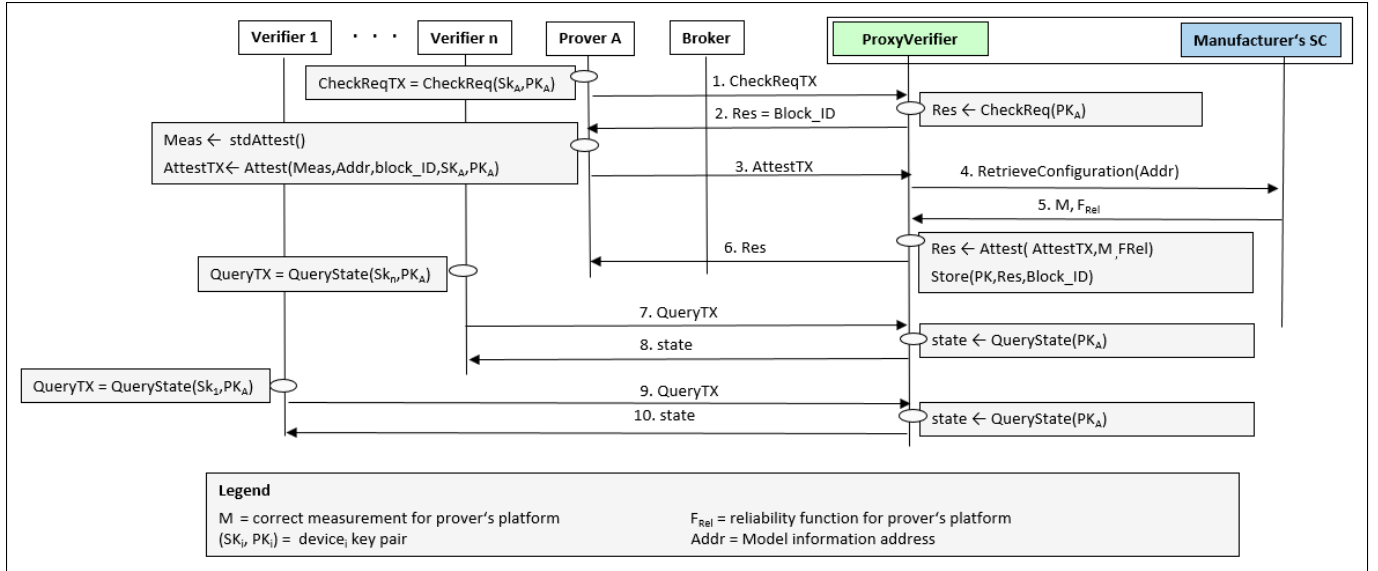 Verifier 1 · · · Verifier n Prover A Broker ProxyVerifier Manufacturer's SC
CheckReqTX = CheckReq(Sk_A,PK_A)
1. CheckReqTX
Res ← CheckReq(PK_A)
2. Res = Block_ID
Meas ← stdAttest()
AttestTX← Attest(Meas,Addr,block_ID,SK_A,PK_A)
3. AttestTX
4. RetrieveConfiguration(Addr)
5. M, F_Rel
6. Res
Res ← Attest( AttestTX,M ,FRel)
Store(PK,Res,Block_ID)
QueryTX = QueryState(Sk_n,PK_A)
7. QueryTX
8. state
state ← QueryState(PK_A)
QueryTX = QueryState(Sk_1,PK_A)
9. QueryTX
10. state
state ← QueryState(PK_A)
Legend
M = correct measurement for prover's platform F_Rel = reliability function for prover's platform
(SK_i, PK_i) = device_i key pair Addr = Model information address